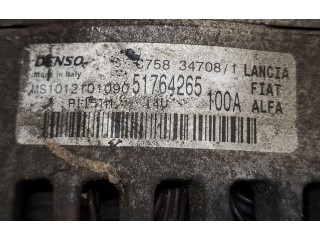 DENSO C758 34708/1 LANCIA
Made in Italy FIAT
MS1012101090 51764265 100A ALFA
14V